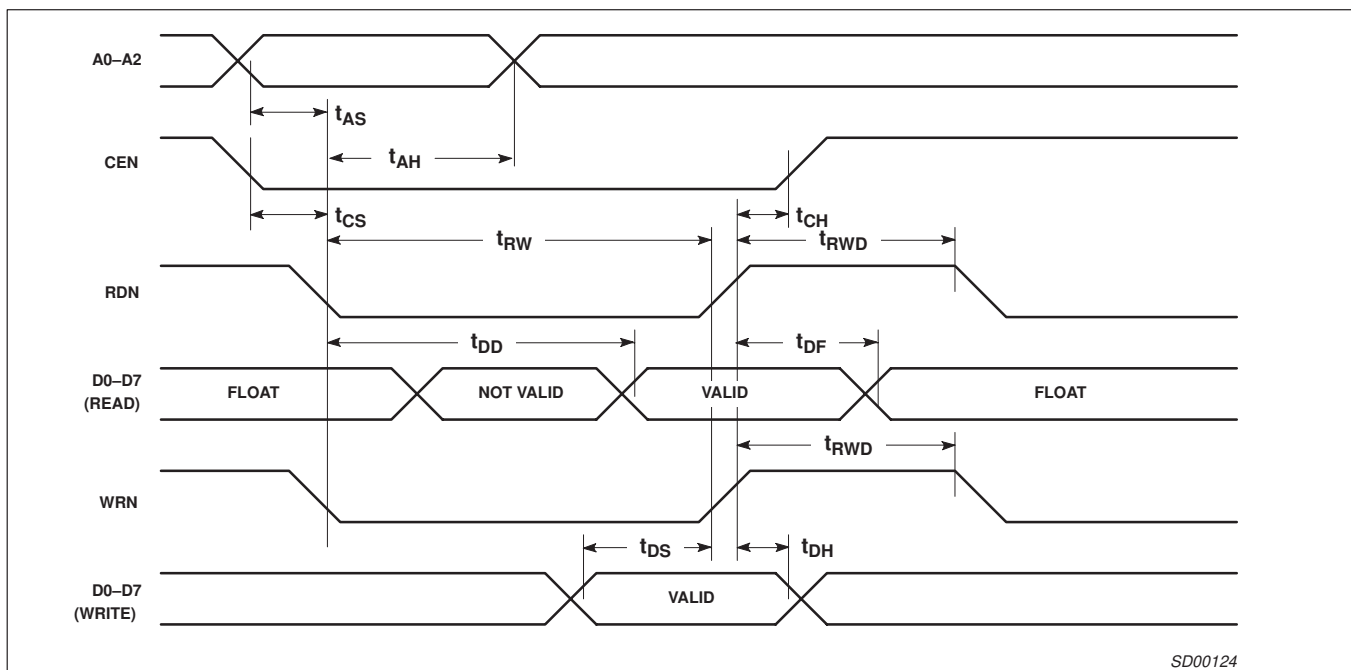 A0–A2
tAS
CEN
tAH
tCS
tCH
tRW
tRWD
RDN
tDD
tDF
D0–D7
(READ)
FLOAT
NOT VALID
VALID
FLOAT
tRWD
WRN
tDS
tDH
D0–D7
(WRITE)
VALID
SD00124